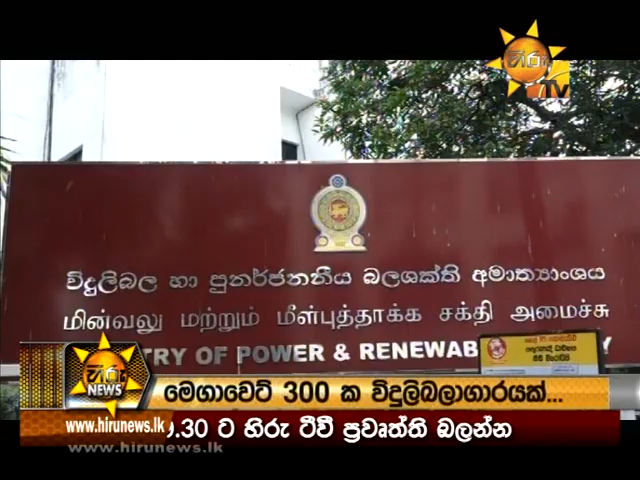 හිරු
TV
විදුලිබල හා පුනර්ජනනීය බලශක්ති අමාත්‍යාංශය
மின்வலு மற்றும் மீள்புத்தாக்க சக்தி அமைச்சு
TRY OF POWER & RENEWAB Y
හිරු
NEWS
මෙගාවොට් 300 ක විදුලිබලාගාරයක්...
www.hirunews.lk
9.30 ට හිරු ටීවී ප්‍රවෘත්ති බලන්න
www.hirunews.lk